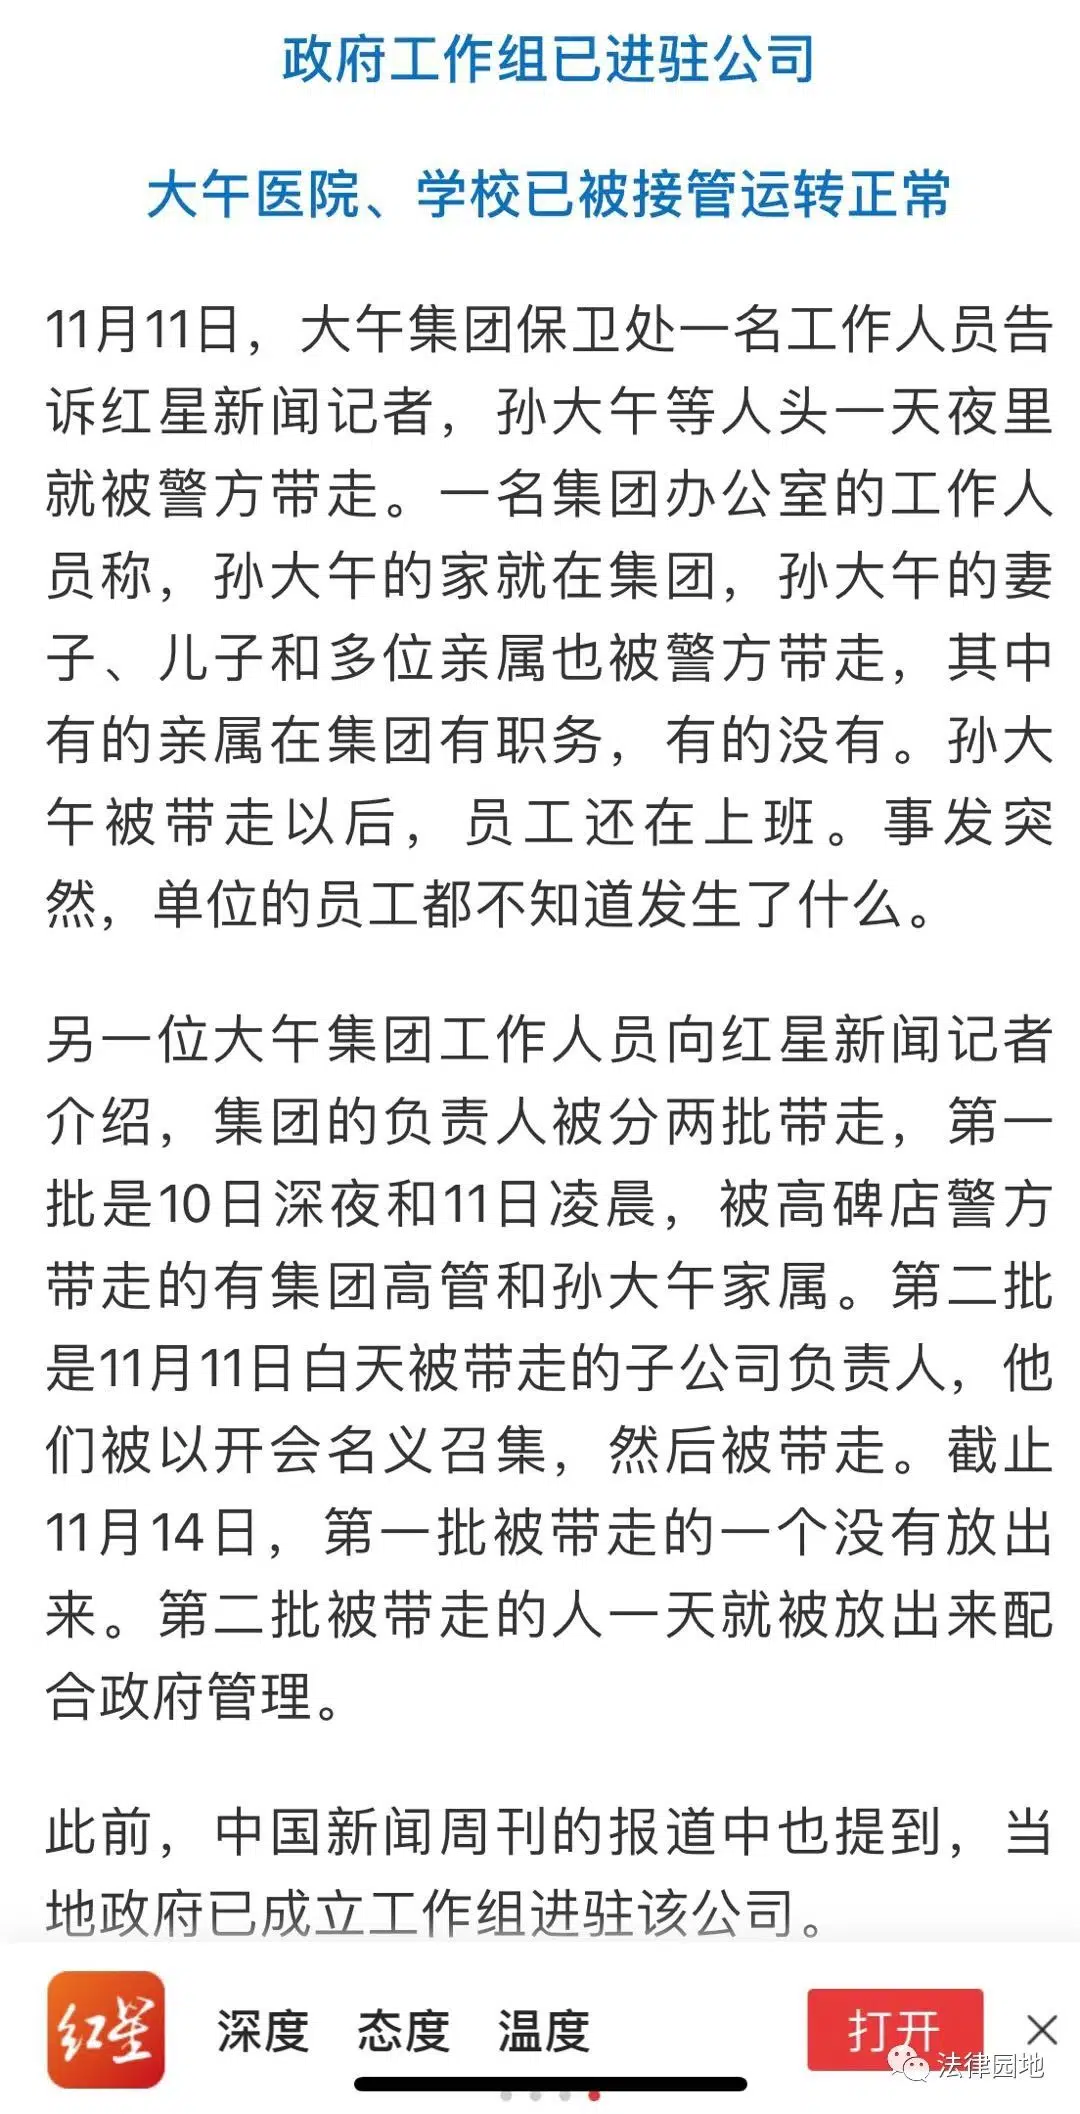 政府工作组已进驻公司
大午医院、学校已被接管运转正常
11月11日，大午集团保卫处一名工作人员告
诉红星新闻记者，孙大午等人头一天夜里
就被警方带走。一名集团办公室的工作人
员称，孙大午的家就在集团，孙大午的妻
子、儿子和多位亲属也被警方带走，其中
有的亲属在集团有职务，有的没有。孙大
午被带走以后，员工还在上班。事发突
然，单位的员工都不知道发生了什么。
另一位大午集团工作人员向红星新闻记者
介绍，集团的负责人被分两批带走，第一
批是10日深夜和11日凌晨，被高碑店警方
带走的有集团高管和孙大午家属。第二批
是11月11日白天被带走的子公司负责人，他
们被以开会名义召集，然后被带走。截止
11月14日，第一批被带走的一个没有放出
来。第二批被带走的人一天就被放出来配
合政府管理。
此前，中国新闻周刊的报道中也提到，当
地政府已成立工作组进驻该公司。
红星 深度 态度 温度 打开
法律园地